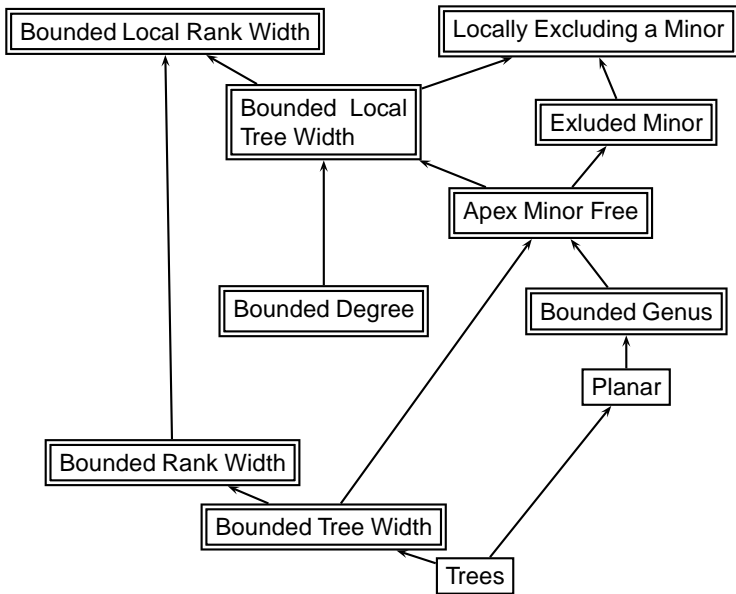 Bounded Local Rank Width
Locally Excluding a Minor
Bounded Local
Tree Width
Exluded Minor
Apex Minor Free
Bounded Degree
Bounded Genus
Planar
Bounded Rank Width
Bounded Tree Width
Trees